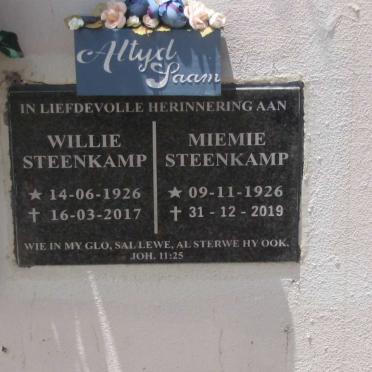 Altyd
Saam
IN LIEFDEVOLLE HERINNERING AAN
WILLIE
STEENKAMP
★ 14-06-1926
✝ 16-03-2017
MIEMIE
STEENKAMP
★ 09-11-1926
✝ 31-12-2019
WIE IN MY GLO, SAL LEWE, AL STERWE HY OOK.
JOH. 11:25